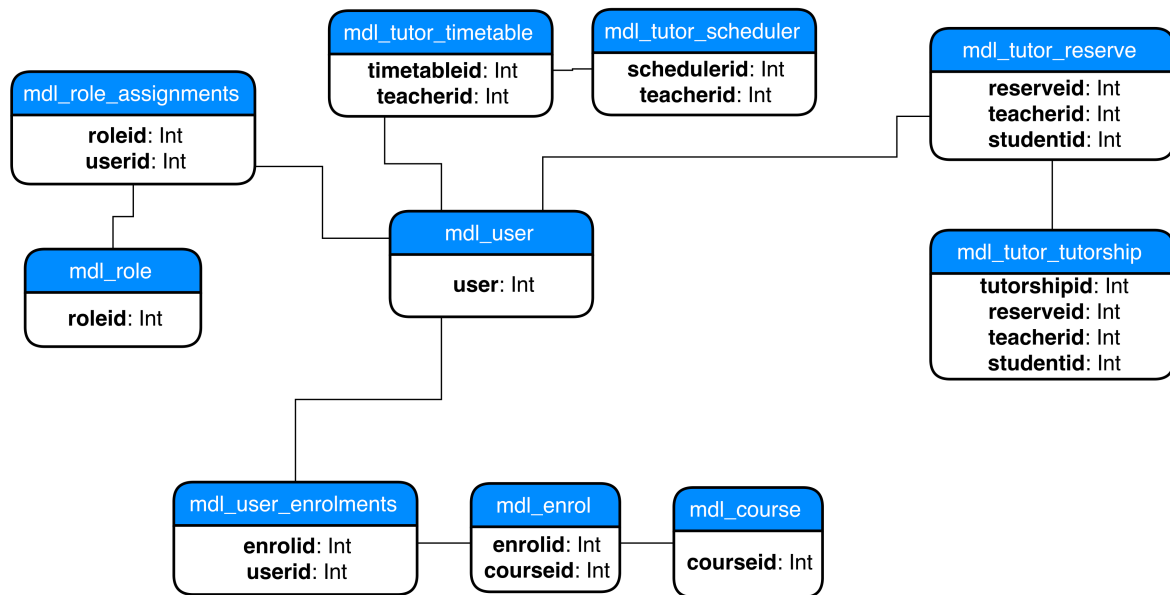 mdl_tutor_timetable
timetableid: Int
teacherid: Int
mdl_tutor_scheduler
schedulerid: Int
teacherid: Int
mdl_tutor_reserve
reserveid: Int
teacherid: Int
studentid: Int
mdl_role_assignments
roleid: Int
userid: Int
mdl_user
user: Int
mdl_role
roleid: Int
mdl_tutor_tutorship
tutorshipid: Int
reserveid: Int
teacherid: Int
studentid: Int
mdl_user_enrolments
enrolid: Int
userid: Int
mdl_enrol
enrolid: Int
courseid: Int
mdl_course
courseid: Int